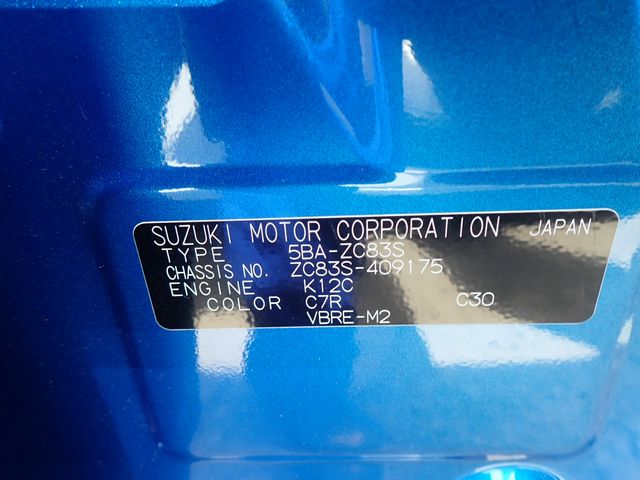 SUZUKI MOTOR CORPORATION JAPAN
TYPE 5BA-ZC83S
CHASSIS NO. ZC83S-409175
ENGINE K12C
COLOR C7R C30
VBRE-M2